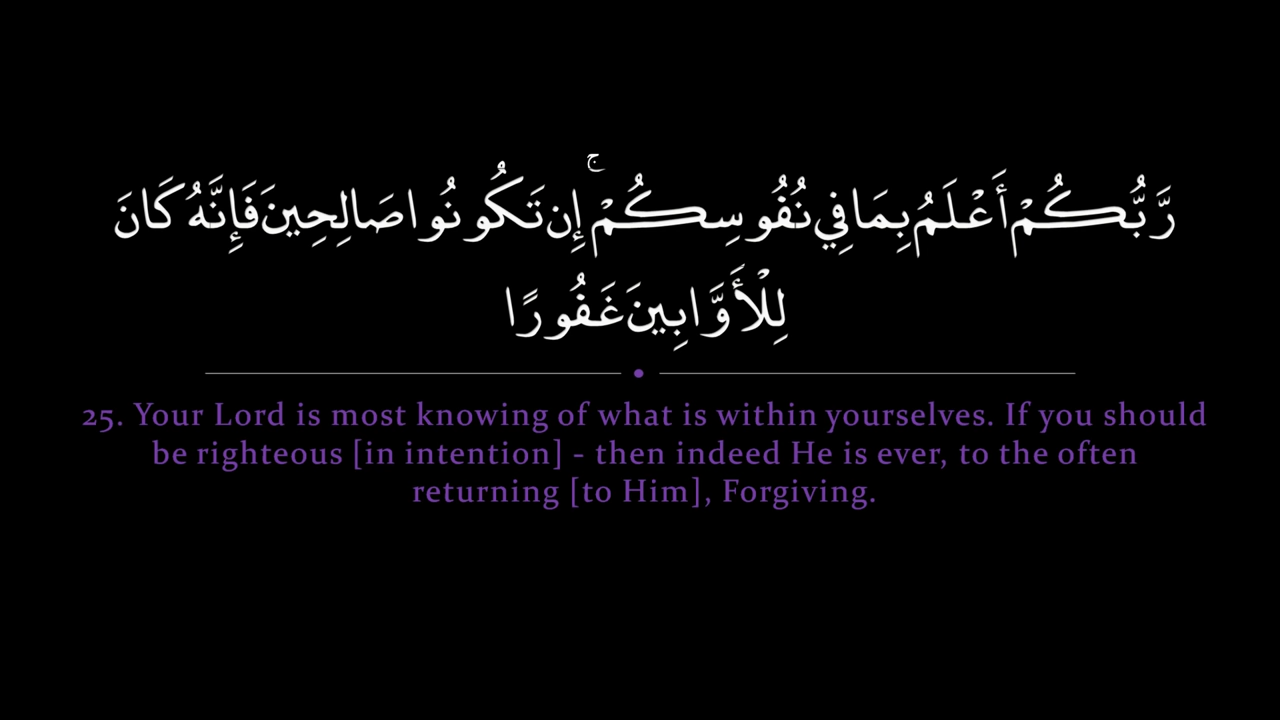 رَّبُّكُمْ أَعْلَمُ بِمَا فِي نُفُوسِكُمْ ۚ إِن تَكُونُوا صَالِحِينَ فَإِنَّهُ كَانَ
لِلْأَوَّابِينَ غَفُورًا
25. Your Lord is most knowing of what is within yourselves. If you should
be righteous [in intention] - then indeed He is ever, to the often
returning [to Him], Forgiving.